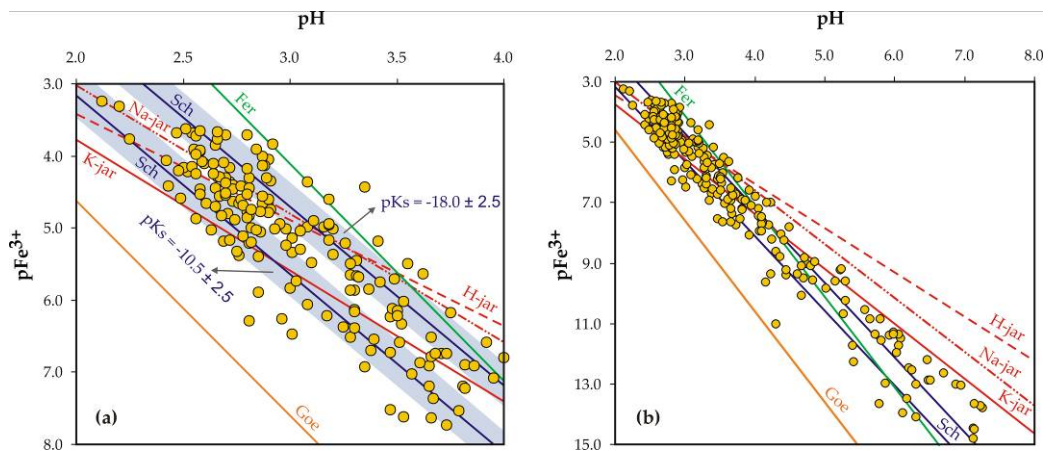 pH
2.0 2.5 3.0 3.5 4.0
3.0
4.0
5.0
6.0
7.0
8.0
pFe3+
Sch
Fer
Na-jar
Sch
K-jar
pKs = -18.0 ± 2.5
pKs = -10.5 ± 2.5
H-jar
Na-jar
Goe
(a)
pH
2.0 3.0 4.0 5.0 6.0 7.0 8.0
3.0
5.0
7.0
9.0
11.0
13.0
15.0
pFe3+
Fer
H-jar
Na-jar
K-jar
Goe
Sch
(b)